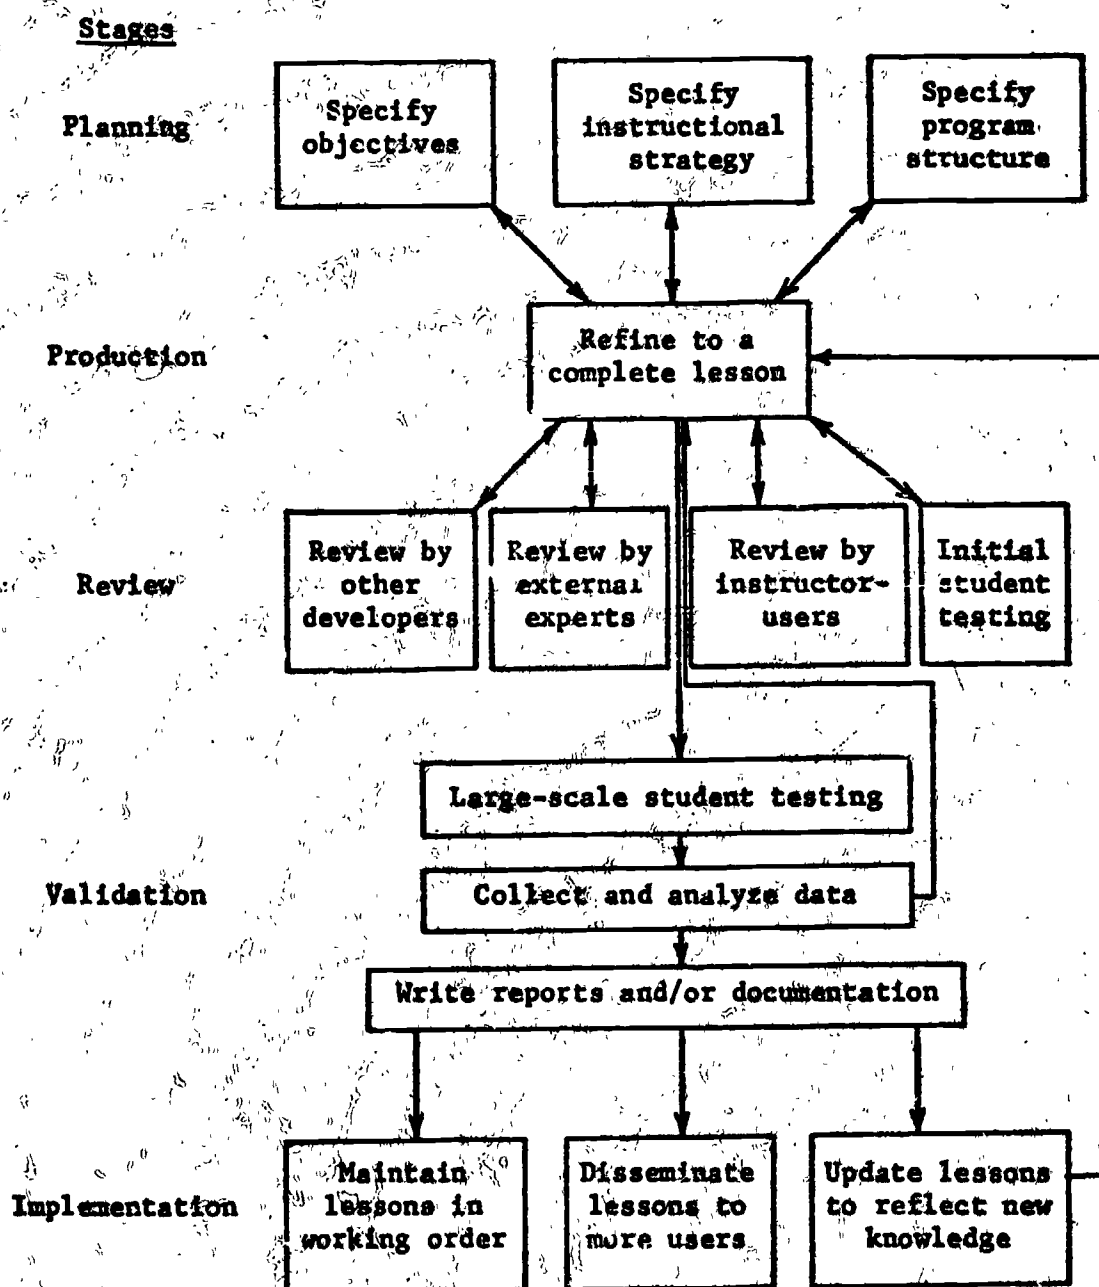 Stages
Planning
Specify
objectives
Specify
instructional
strategy
Specify
program
structure
Production
Refine to a
complete lesson
Review
Review by
other
developers
Review by
external
experts
Review by
instructor-
users
Initial
student
testing
Large-scale student testing
Validation
Collect and analyze data
Write reports and/or documentation
Implementation
Maintain
lessons in
working order
Disseminate
lessons to
more users
Update lessons
to reflect new
knowledge